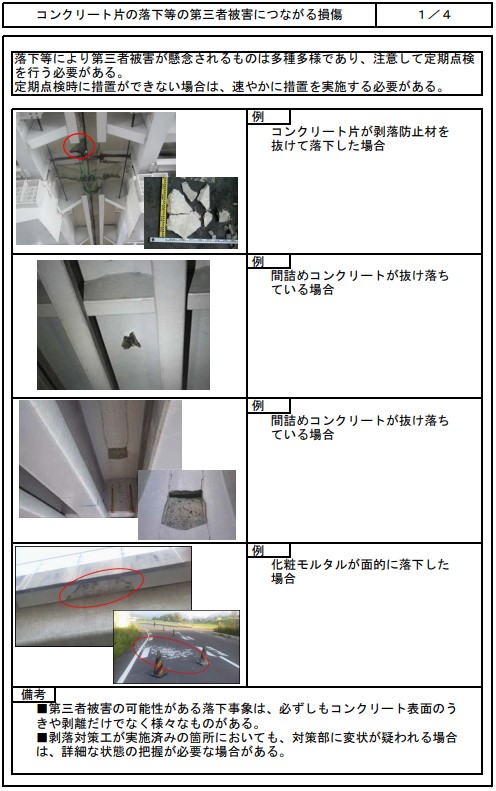 コンクリート片の落下等の第三者被害につながる損傷
１／４
落下等により第三者被害が懸念されるものは多種多様であり、注意して定期点検
を行う必要がある。
定期点検時に措置ができない場合は、速やかに措置を実施する必要がある。
例
コンクリート片が剥落防止材を
抜けて落下した場合
例
間詰めコンクリートが抜け落ち
ている場合
例
間詰めコンクリートが抜け落ち
ている場合
例
化粧モルタルが面的に落下した
場合
備考
■第三者被害の可能性がある落下事象は、必ずしもコンクリート表面のう
きや剥離だけでなく様々なものがある。
■剥落対策工が実施済みの箇所においても、対策部に変状が疑われる場合
は、詳細な状態の把握が必要な場合がある。